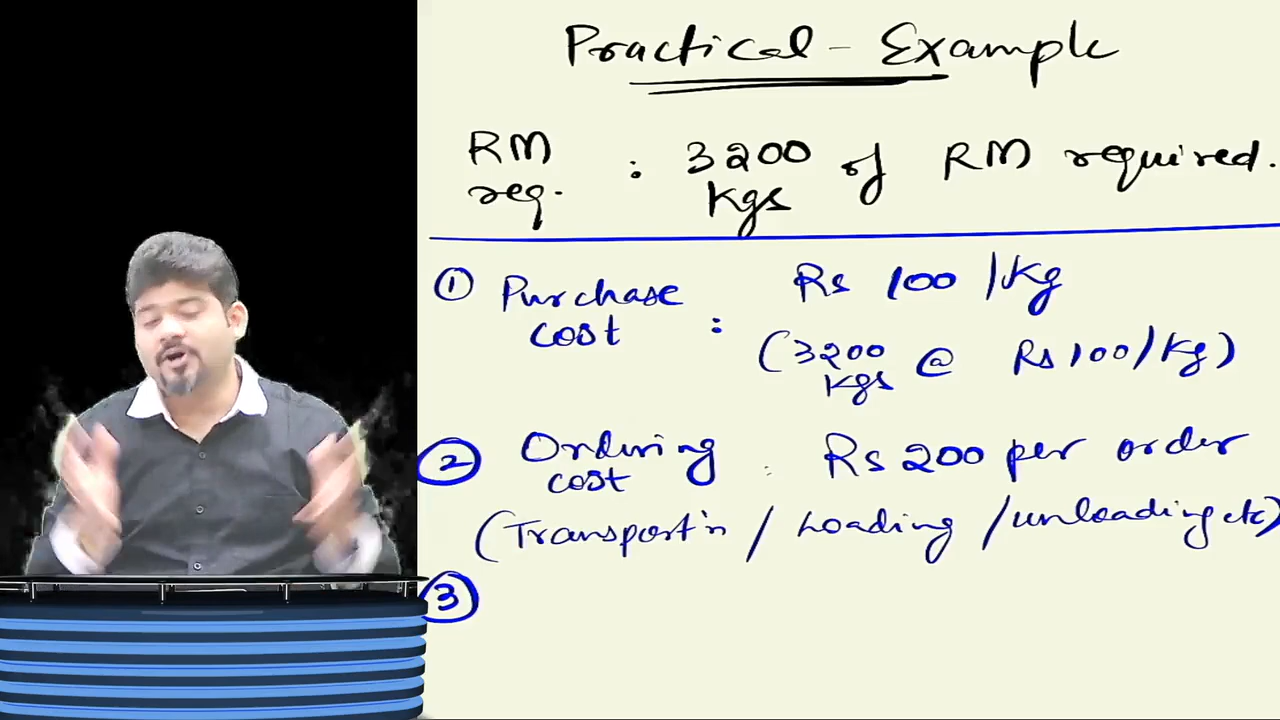 Practical - Example
RM req. : 3200 kgs of RM required.
① Purchase cost : Rs 100 /kg
(3200 kgs @ Rs 100/kg)
② Ordering cost : Rs 200 per order
(Transport'n / Loading / unloading etc)
③